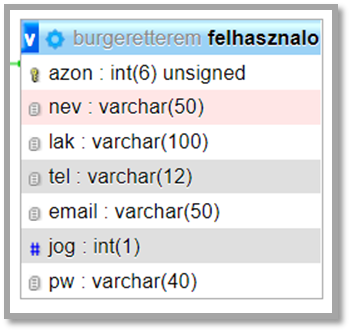 v burgeretterem felhasznalo
azon : int(6) unsigned
nev : varchar(50)
lak : varchar(100)
tel : varchar(12)
email : varchar(50)
# jog : int(1)
pw : varchar(40)